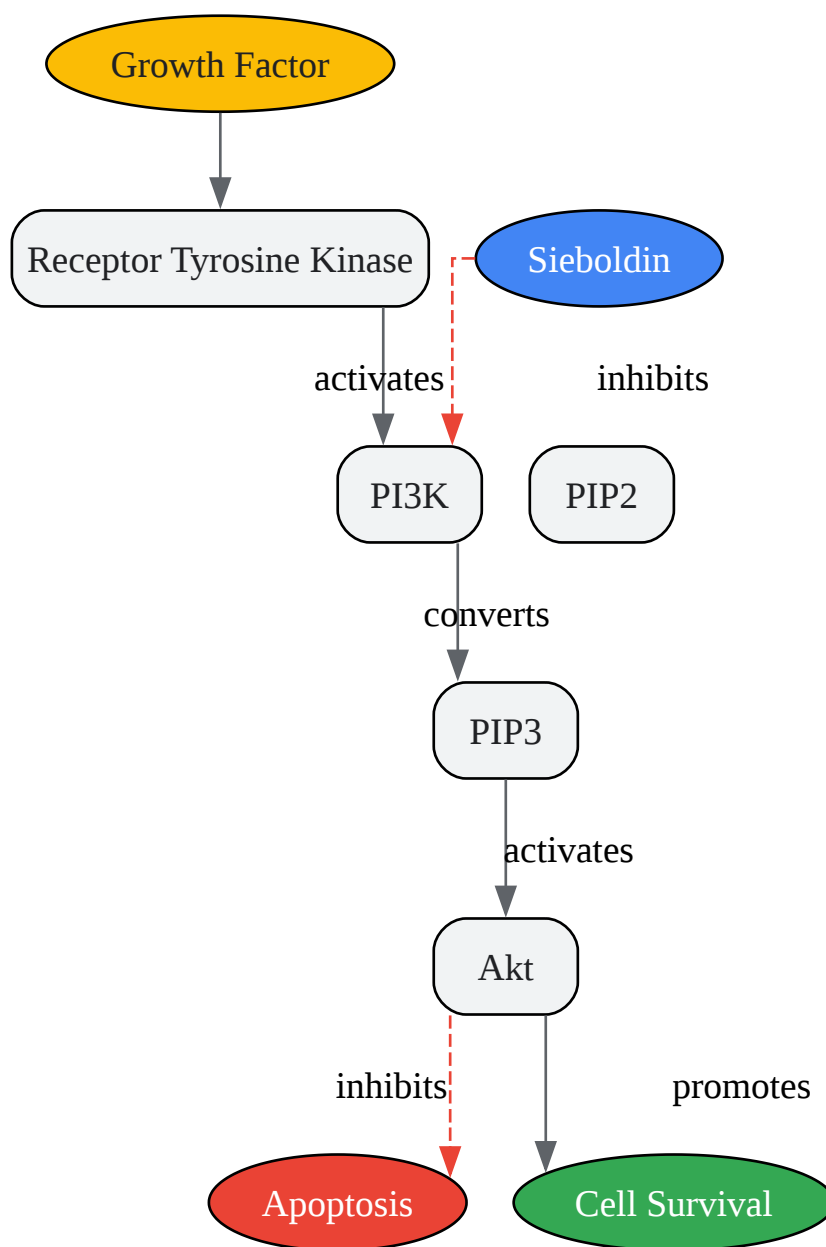 Growth Factor
Receptor Tyrosine Kinase
Sieboldin
activates
inhibits
PI3K
PIP2
converts
PIP3
activates
Akt
inhibits
promotes
Apoptosis
Cell Survival